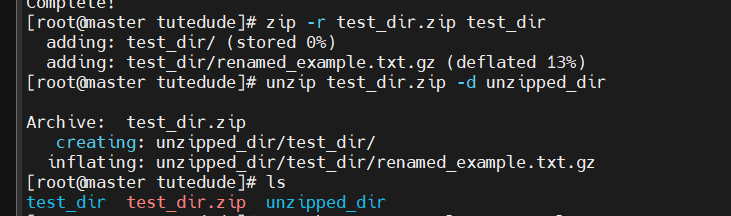 Complete!
[root@master tutedude]# zip -r test_dir.zip test_dir
  adding: test_dir/ (stored 0%)
  adding: test_dir/renamed_example.txt.gz (deflated 13%)
[root@master tutedude]# unzip test_dir.zip -d unzipped_dir

Archive:  test_dir.zip
   creating: unzipped_dir/test_dir/
  inflating: unzipped_dir/test_dir/renamed_example.txt.gz
[root@master tutedude]# ls
test_dir  test_dir.zip  unzipped_dir